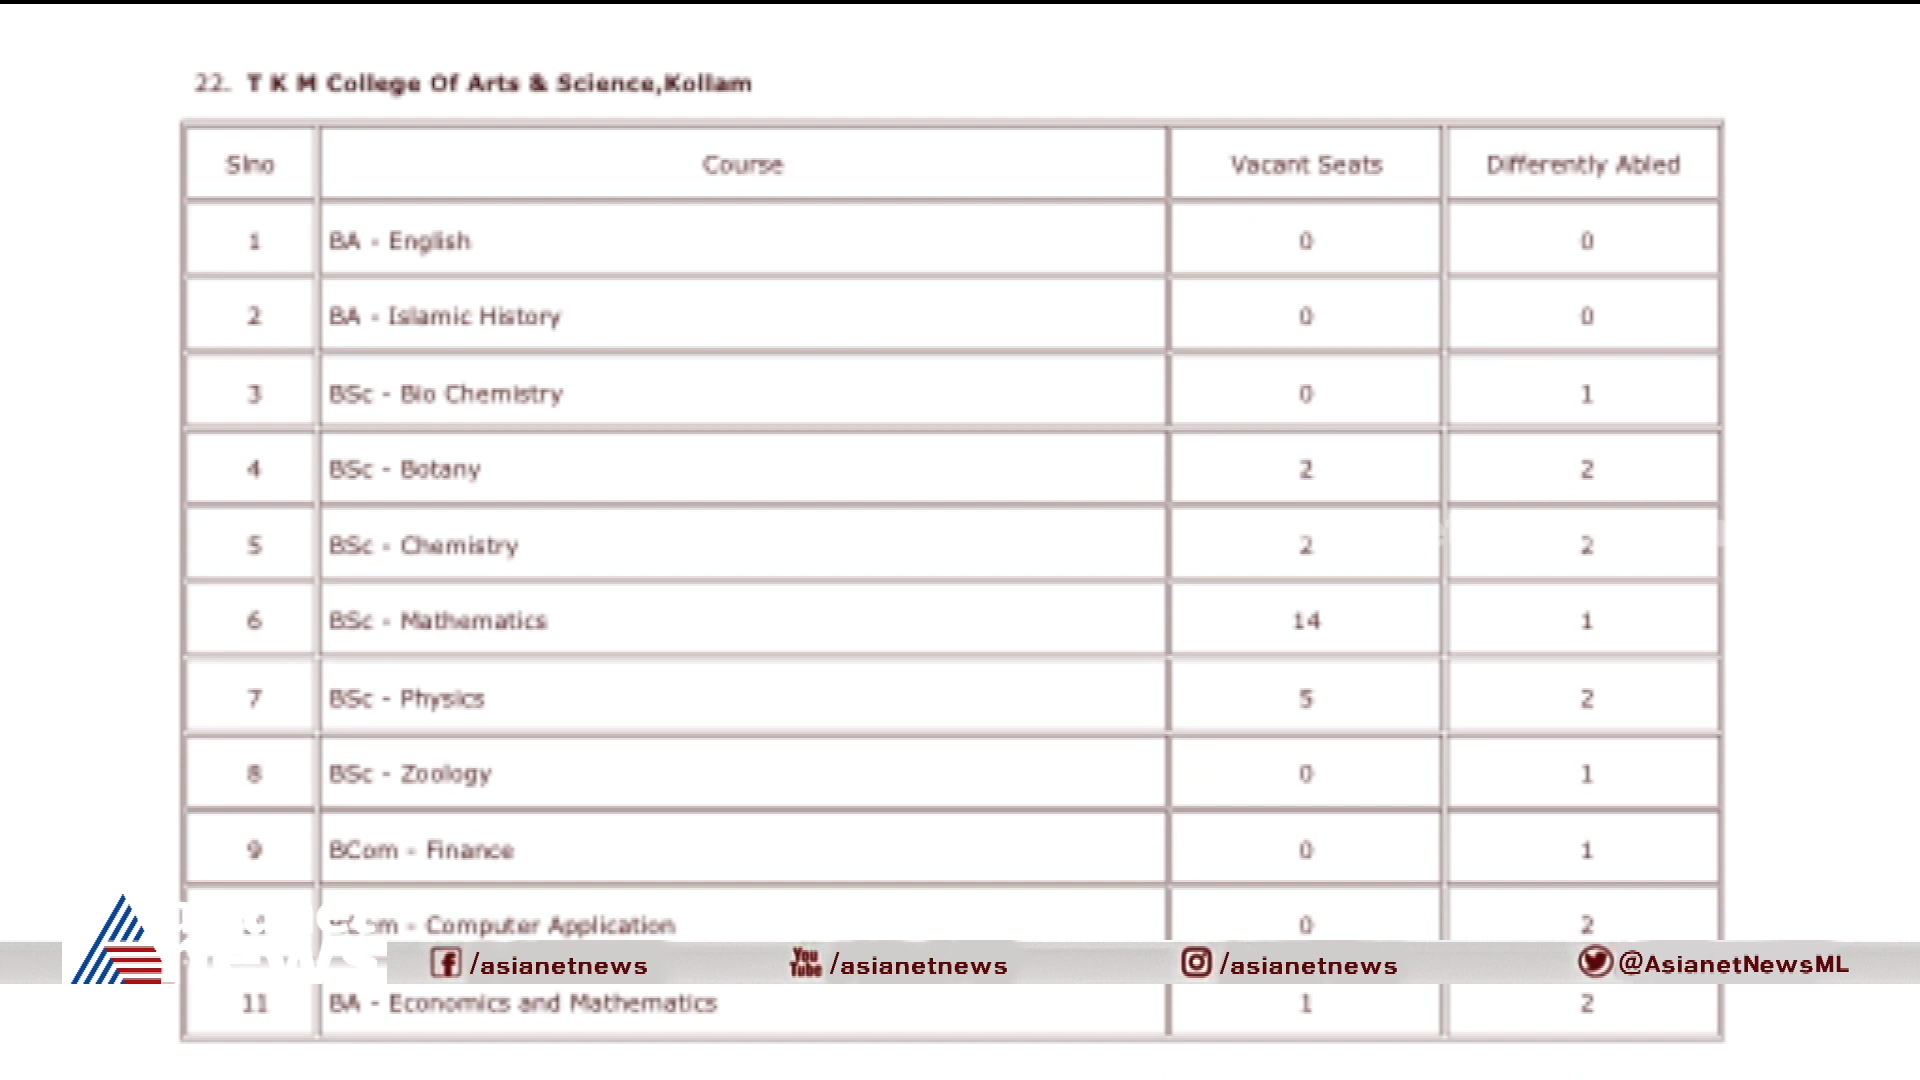 22. T K M College Of Arts & Science,Kollam
Slno Course Vacant Seats Differently Abled
1 BA - English 0 0
2 BA - Islamic History 0 0
3 BSc - Bio Chemistry 0 1
4 BSc - Botany 2 2
5 BSc - Chemistry 2 2
6 BSc - Mathematics 14 1
7 BSc - Physics 5 2
8 BSc - Zoology 0 1
9 BCom - Finance 0 1
- Computer Application 0 2
NEWS /asianetnews You Tube /asianetnews /asianetnews @AsianetNewsML
11 BA - Economics and Mathematics 1 2